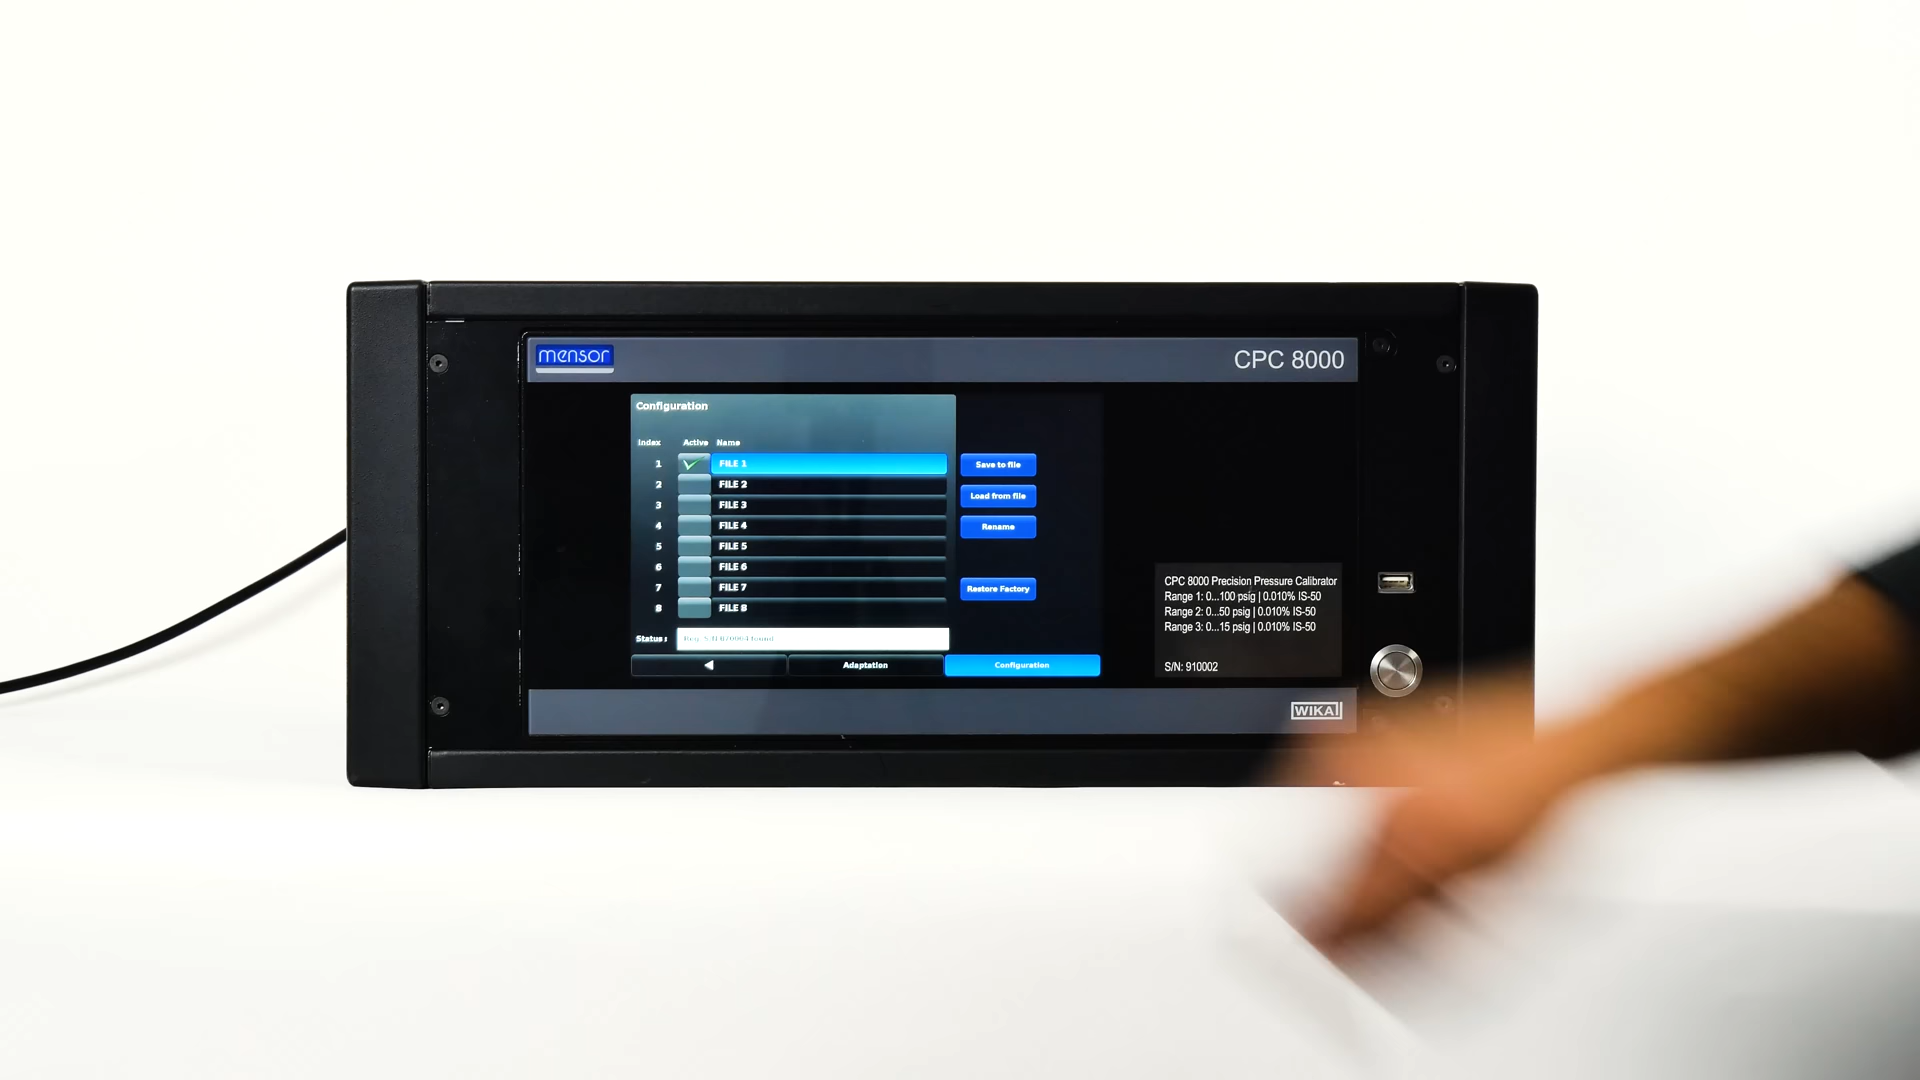 mensor
CPC 8000
Configuration
Index Active Name
1 FILE 1
2 FILE 2
3 FILE 3
4 FILE 4
5 FILE 5
6 FILE 6
7 FILE 7
8 FILE 8
Save to file
Load from file
Rename
Restore Factory
Status: found
Adaptation
Configuration
CPC 8000 Precision Pressure Calibrator
Range 1: 0...100 psig | 0.010% IS-50
Range 2: 0...50 psig | 0.010% IS-50
Range 3: 0...15 psig | 0.010% IS-50
S/N: 910002
WIKA